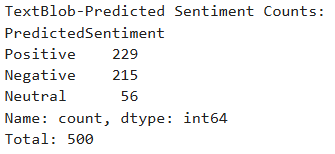 TextBlob-Predicted Sentiment Counts:
PredictedSentiment
Positive    229
Negative    215
Neutral      56
Name: count, dtype: int64
Total: 500